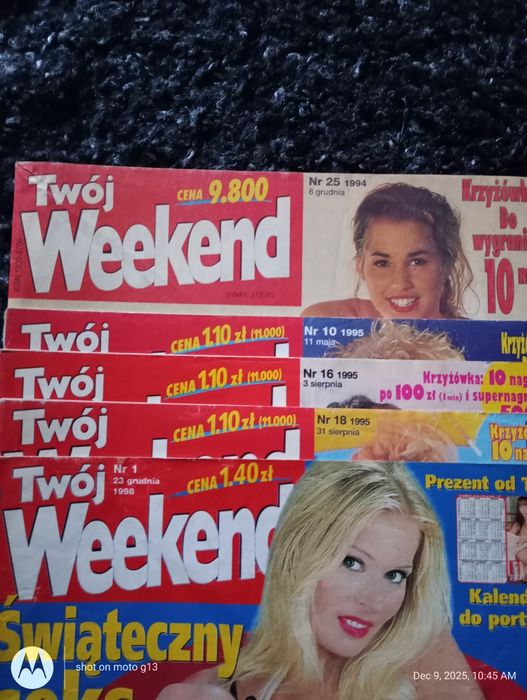 Twój
Weekend
CENA 9.800
Nr 25 1994
8 grudnia
Do
wygrania
10
Twój
CENA 1.10 zł (11.000)
Nr 10 1995
11 maja
Twój
CENA 1.10 zł (11.000)
Nr 16 1995
3 sierpnia
Krzyżówka: 10
po 100 zł (1 mln) i
Twój
CENA 1.10 zł (11.000)
Nr 18 1995
31 sierpnia
10
Twój
Nr 1
23 grudnia
1998
CENA 1.40 zł
Weekend
Prezent od
Świąteczny
seks
do
shot on moto g13
Dec 9, 2025, 10:45 AM